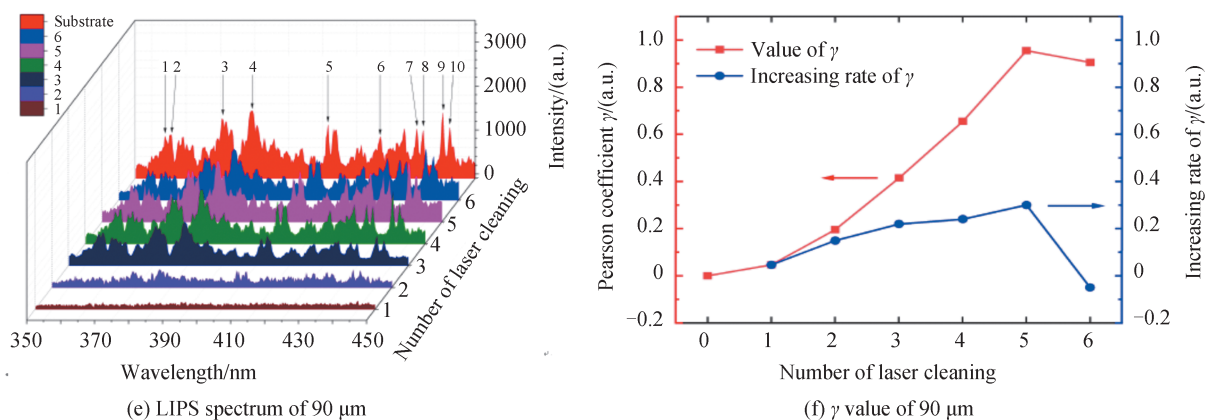 Substrate
6
5
4
3
2
1
1 2 3 4 5 6 7 8 9 10
3000
2000
1000
0
Intensity/(a.u.)
6
5
4
3
2
1
Number of laser cleaning
350 370 390 410 430 450
Wavelength/nm
(e) LIPS spectrum of 90 μm
1.0
0.8
0.6
0.4
0.2
0
−0.2
Pearson coefficient γ/(a.u.)
Value of γ
Increasing rate of γ
1.0
0.8
0.6
0.4
0.2
0
−0.2
Increasing rate of γ/(a.u.)
0 1 2 3 4 5 6
Number of laser cleaning
(f) γ value of 90 μm